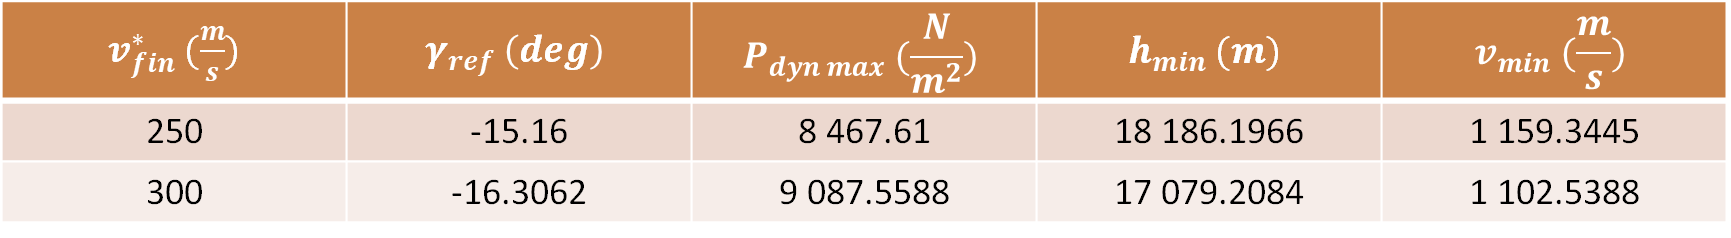 v*fin (m/s) γref (deg) Pdyn max (N/m²) hmin (m) vmin (m/s)
250 -15.16 8 467.61 18 186.1966 1 159.3445
300 -16.3062 9 087.5588 17 079.2084 1 102.5388